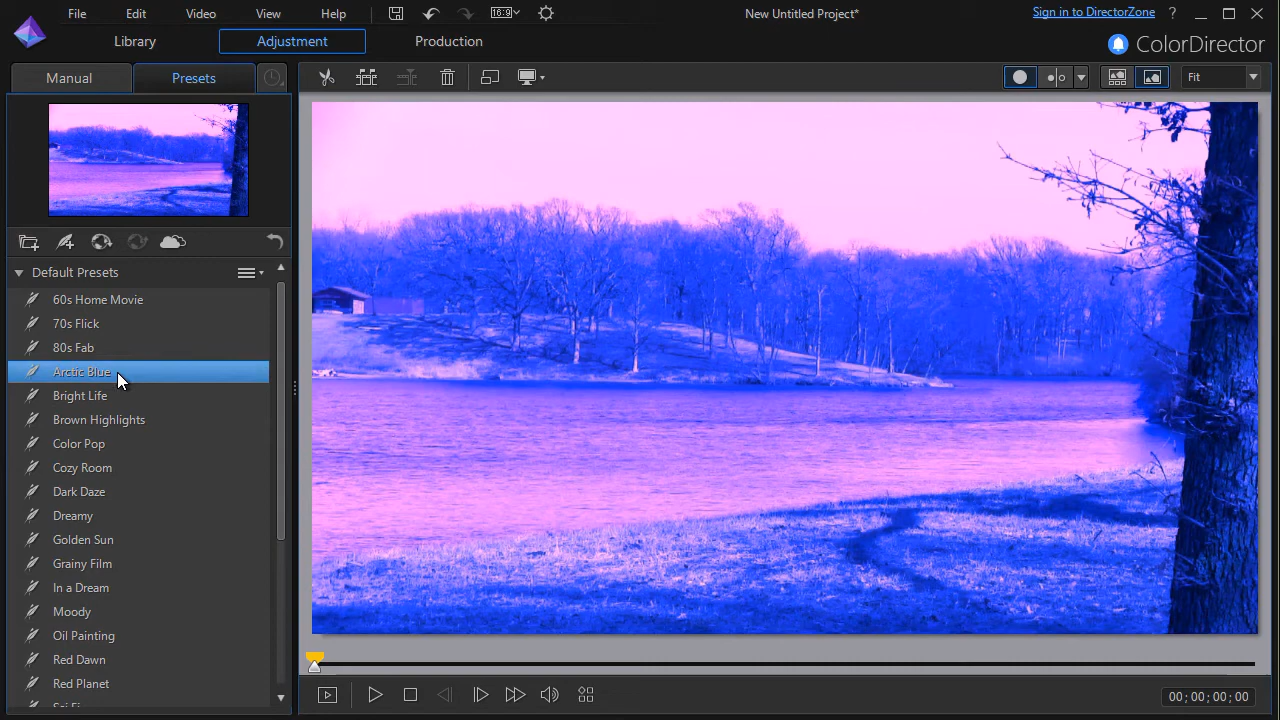 File Edit Video View Help 16:9 New Untitled Project* Sign in to DirectorZone ?
Library Adjustment Production ColorDirector
Manual Presets Fit
Default Presets
60s Home Movie
70s Flick
80s Fab
Arctic Blue
Bright Life
Brown Highlights
Color Pop
Cozy Room
Dark Daze
Dreamy
Golden Sun
Grainy Film
In a Dream
Moody
Oil Painting
Red Dawn
Red Planet
00;00;00;00